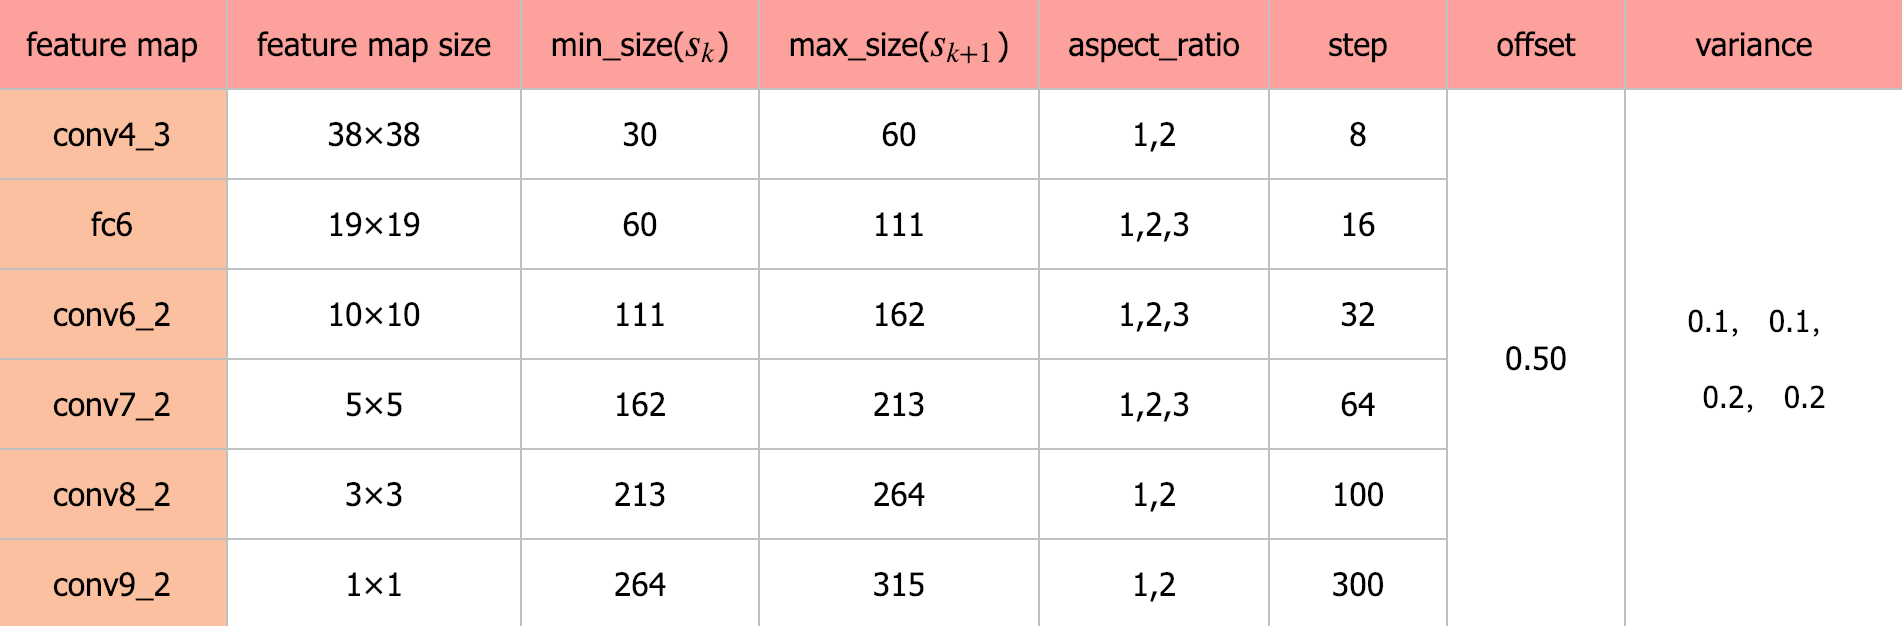 feature map feature map size min_size(s_k) max_size(s_{k+1}) aspect_ratio step offset variance
conv4_3 38×38 30 60 1,2 8
fc6 19×19 60 111 1,2,3 16
conv6_2 10×10 111 162 1,2,3 32
0.1, 0.1,
0.50
conv7_2 5×5 162 213 1,2,3 64
0.2, 0.2
conv8_2 3×3 213 264 1,2 100
conv9_2 1×1 264 315 1,2 300